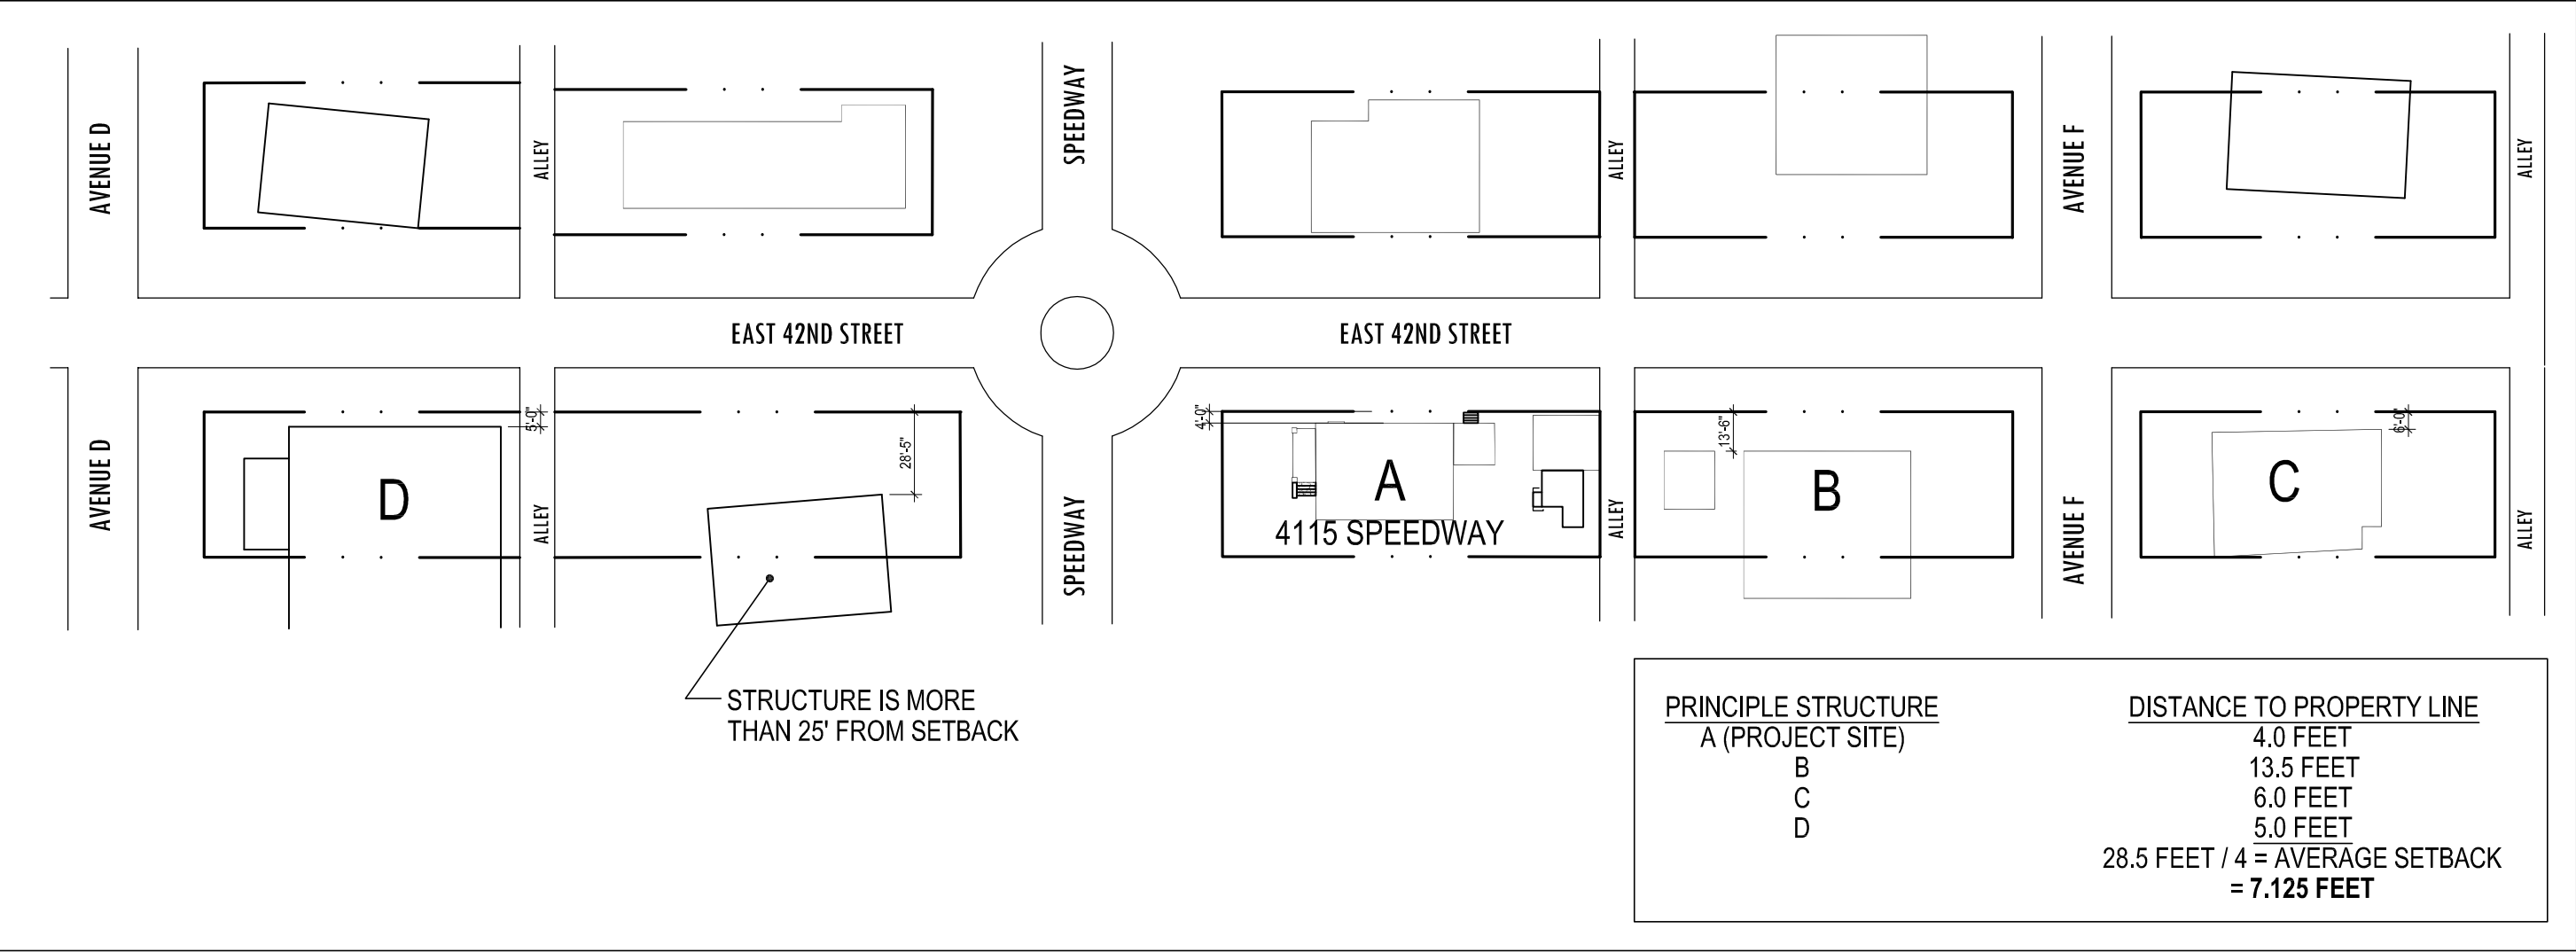 AVENUE D
ALLEY
SPEEDWAY
ALLEY
AVENUE F
ALLEY
EAST 42ND STREET
EAST 42ND STREET
AVENUE D
5'-0"
D
ALLEY
28'-5"
SPEEDWAY
4'-0"
A
4115 SPEEDWAY
ALLEY
13'-6"
B
AVENUE F
6'-0"
C
ALLEY
STRUCTURE IS MORE
THAN 25' FROM SETBACK
PRINCIPLE STRUCTURE DISTANCE TO PROPERTY LINE
A (PROJECT SITE) 4.0 FEET
B 13.5 FEET
C 6.0 FEET
D 5.0 FEET
28.5 FEET / 4 = AVERAGE SETBACK
= 7.125 FEET